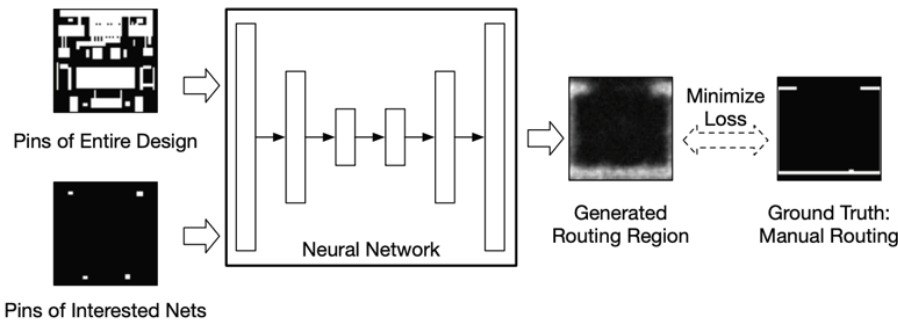 Pins of Entire Design
Pins of Interested Nets
Neural Network
Generated
Routing Region
Minimize
Loss
Ground Truth:
Manual Routing